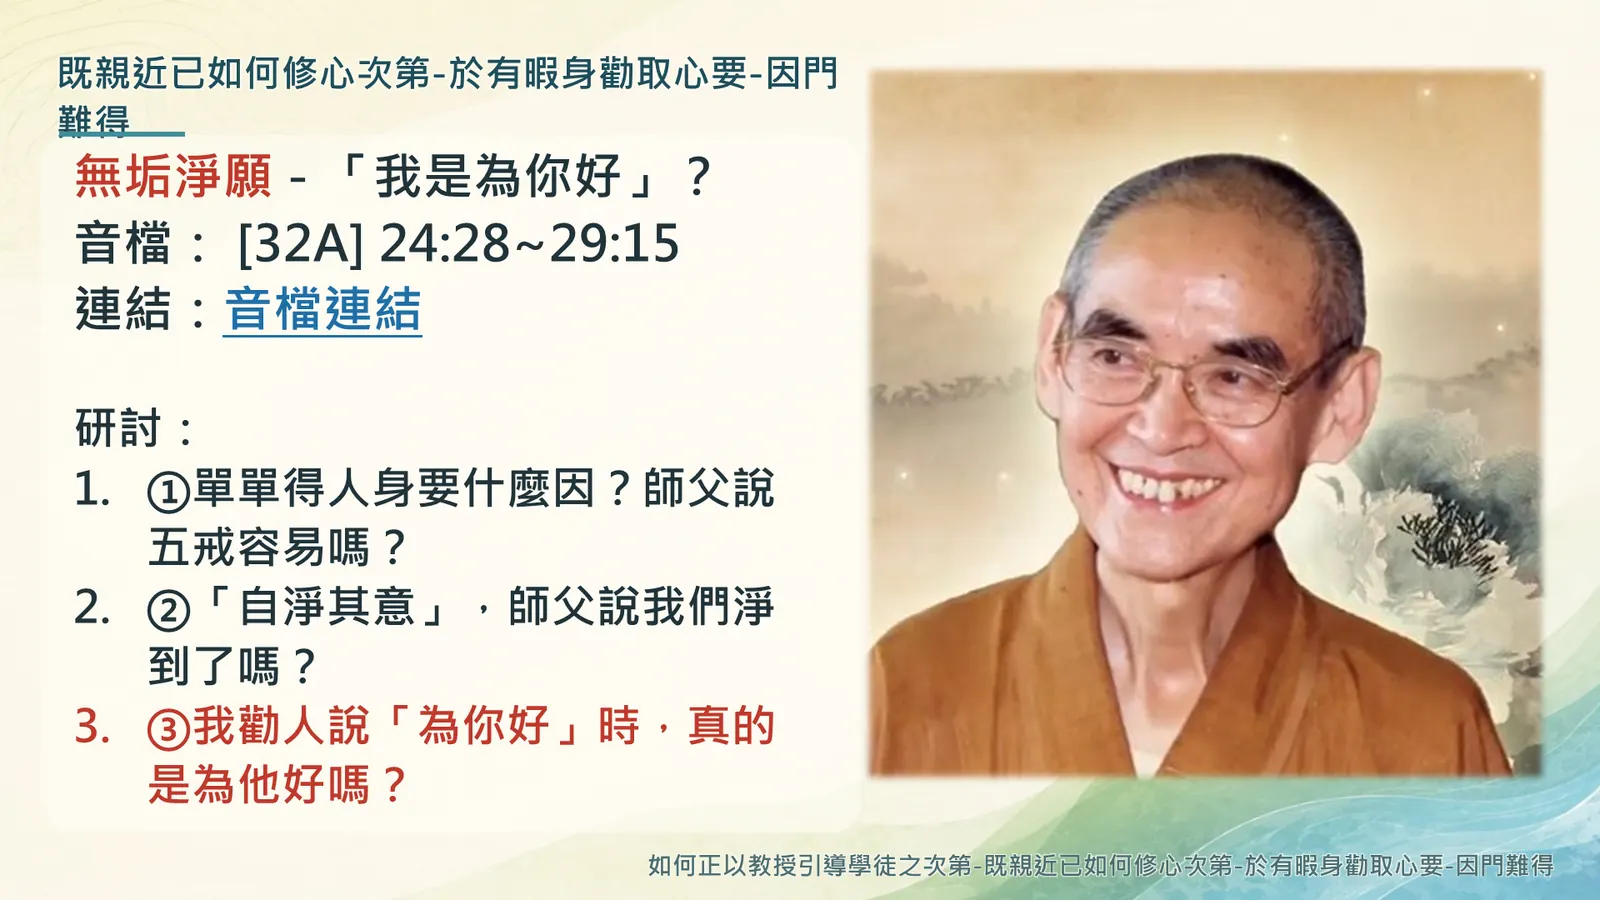 既親近已如何修心次第-於有暇身勸取心要-因門
難得
無垢淨願 - 「我是為你好」？
音檔： [32A] 24:28~29:15
連結：音檔連結
研討：
1. ①單單得人身要什麼因？師父說
五戒容易嗎？
2. ②「自淨其意」，師父說我們淨
到了嗎？
3. ③我勸人說「為你好」時，真的
是為他好嗎？
如何正以教授引導學徒之次第-既親近已如何修心次第-於有暇身勸取心要-因門難得